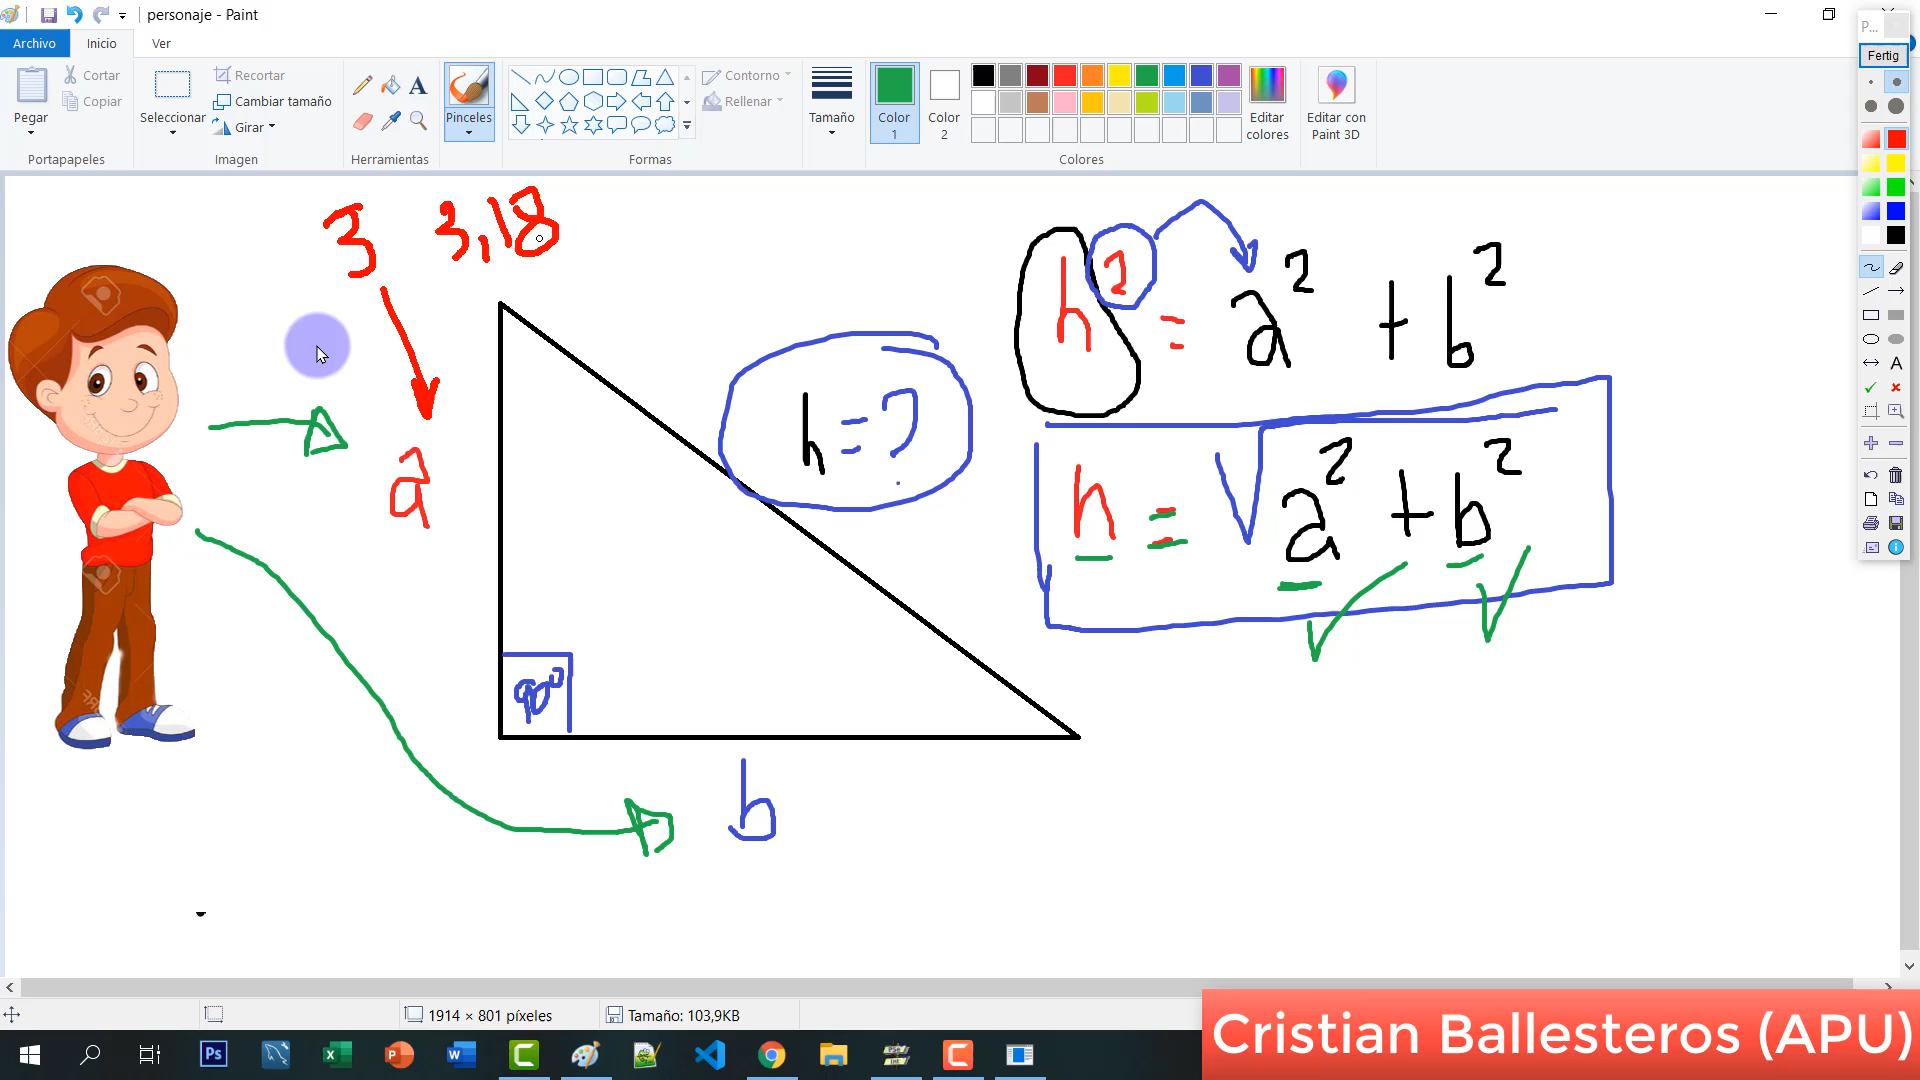 personaje - Paint
P...
Archivo
Inicio
Ver
Fertig
Pegar
Cortar
Copiar
Portapapeles
Seleccionar
Recortar
Cambiar tamaño
Girar
Imagen
A
Herramientas
Pinceles
Contorno
Rellenar
Formas
Tamaño
Color
1
Color
2
Editar
colores
Editar con
Paint 3D
Colores
A
3 3,18
h² = a² + b²
h = ?
a
h = √a² + b²
90°
b
1914 × 801 píxeles
Tamaño: 103,9KB
Cristian Ballesteros (APU)
Ps